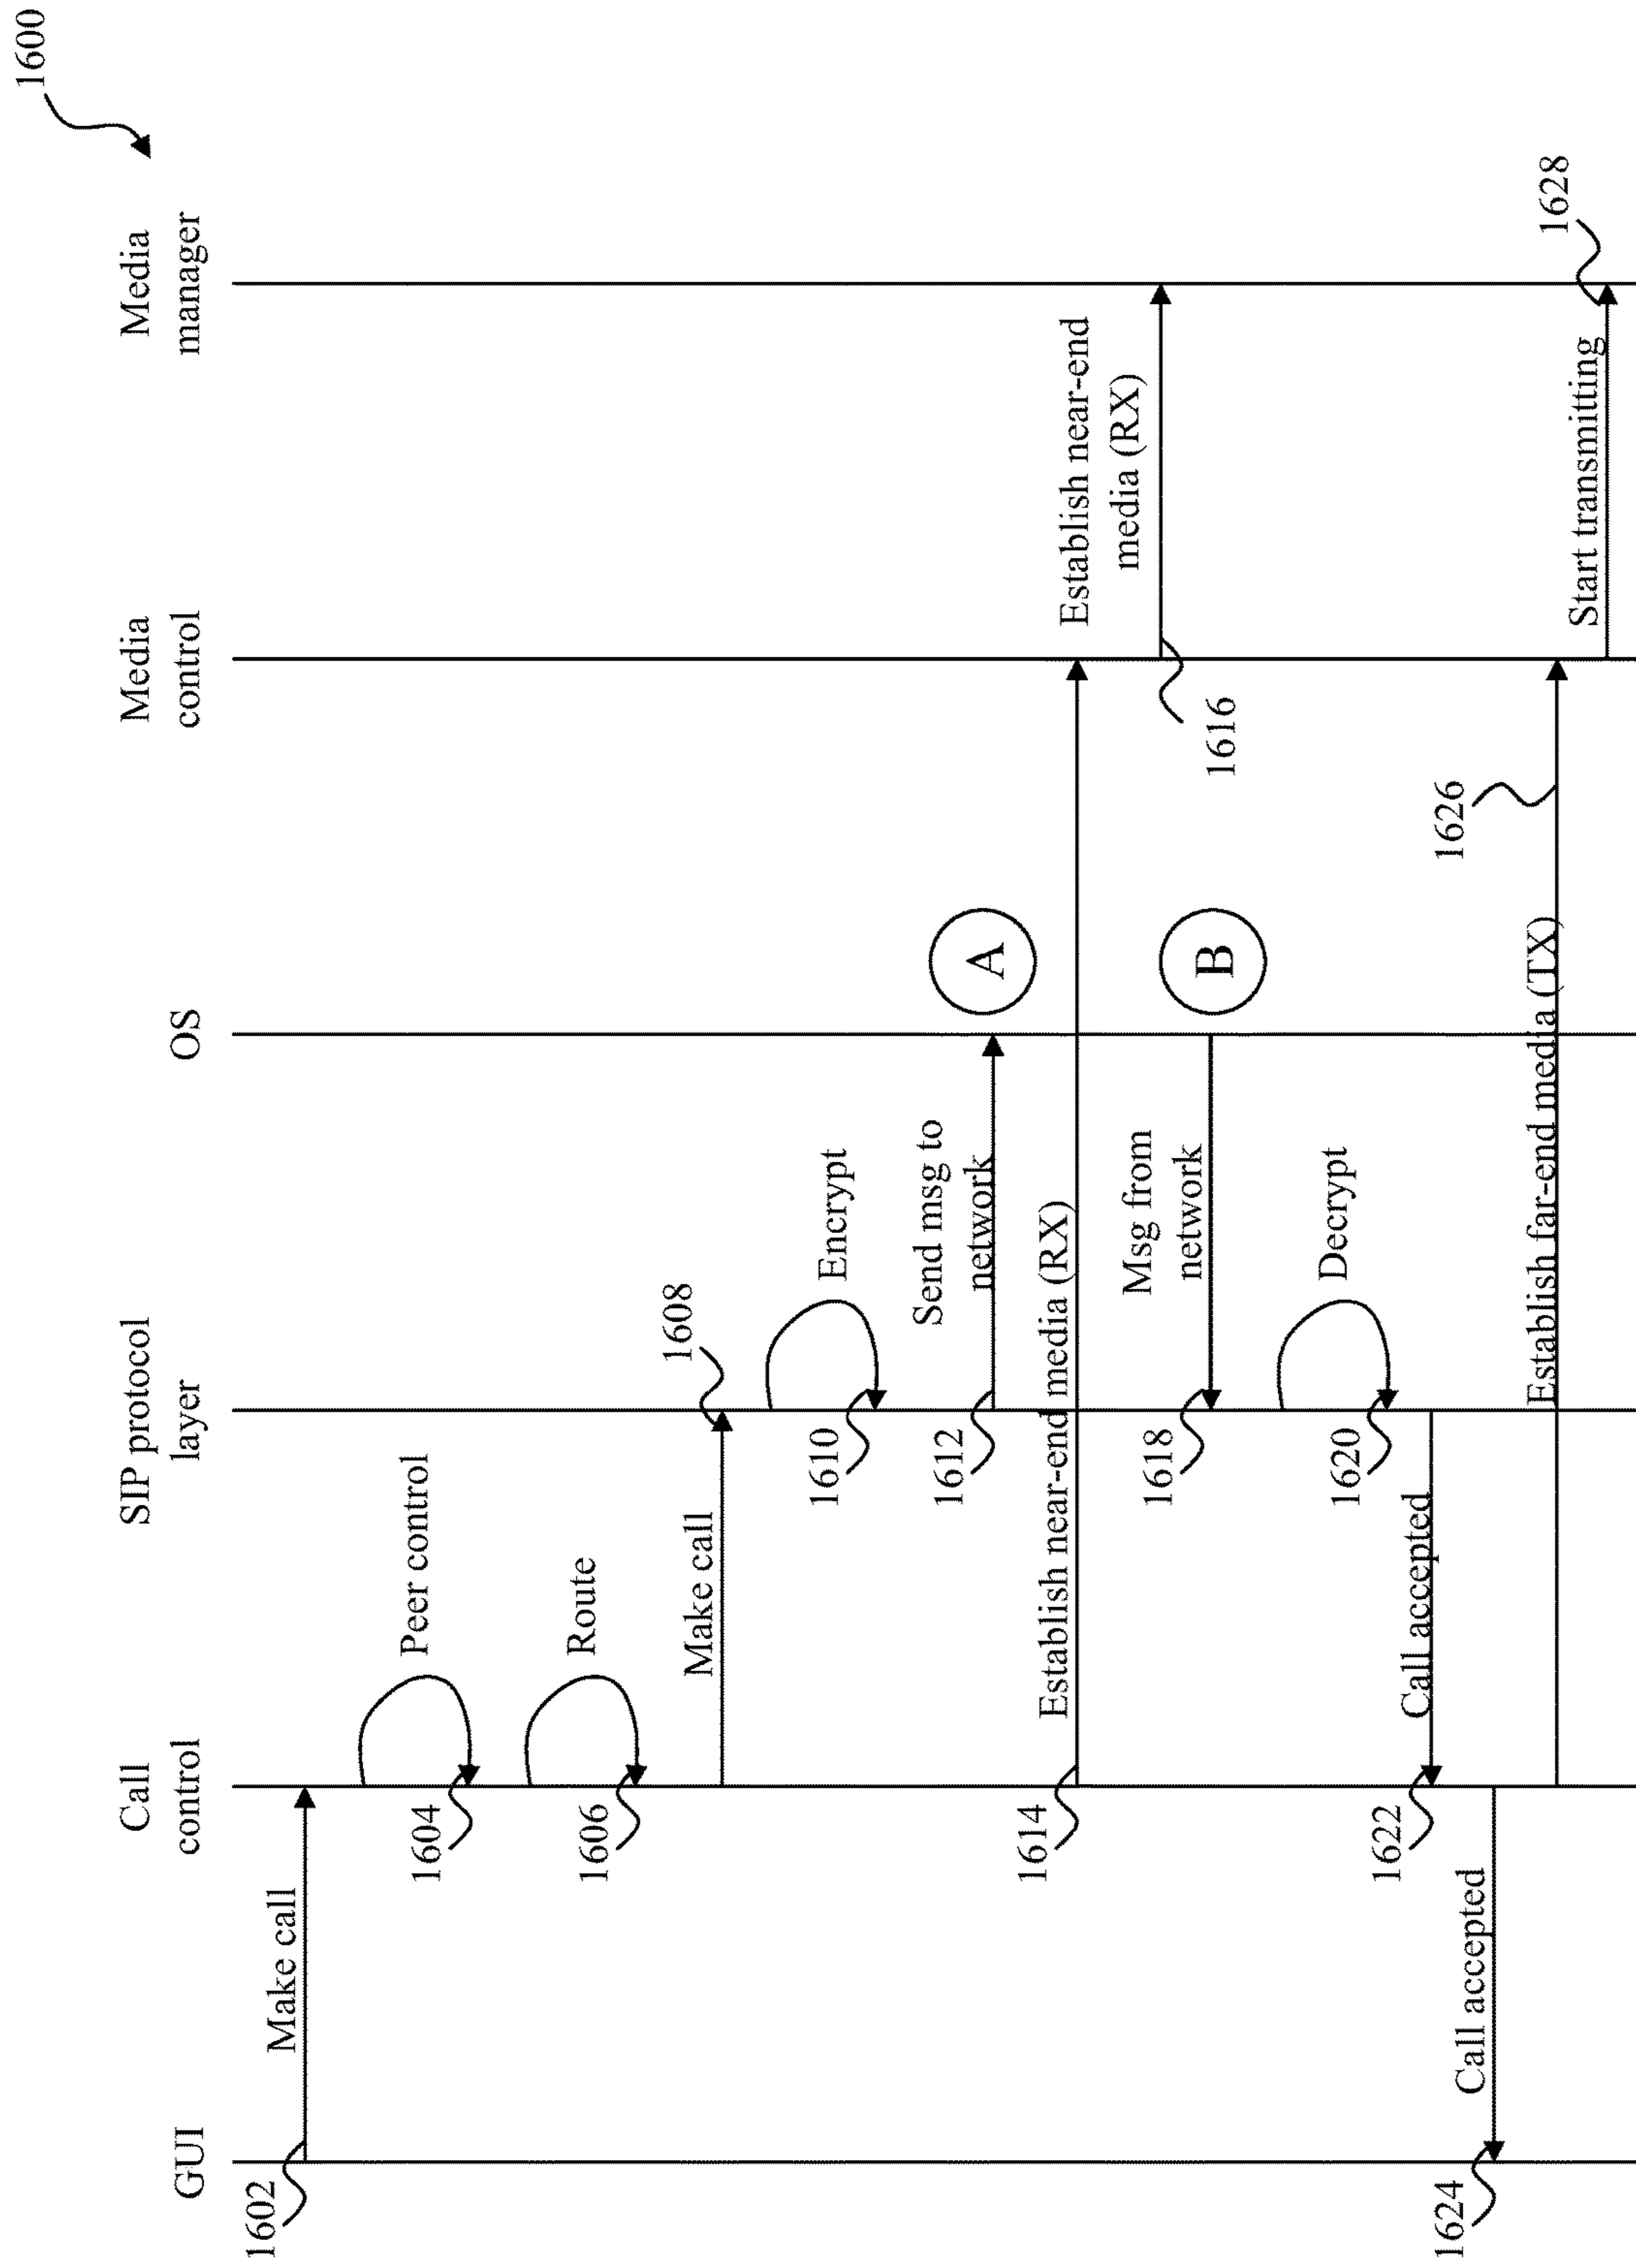 1600
GUI
Call
control
SIP protocol
layer
OS
Media
control
Media
manager
1602
Make call
1604
Peer control
1606
Route
Make call
1608
1610
Encrypt
1612
Send msg to
network
A
1614
Establish near-end media (RX)
Establish near-end
media (RX)
1616
1618
Msg from
network
B
1620
Decrypt
1622
Call accepted
1624
Call accepted
Establish far-end media (TX)
1626
Start transmitting
1628